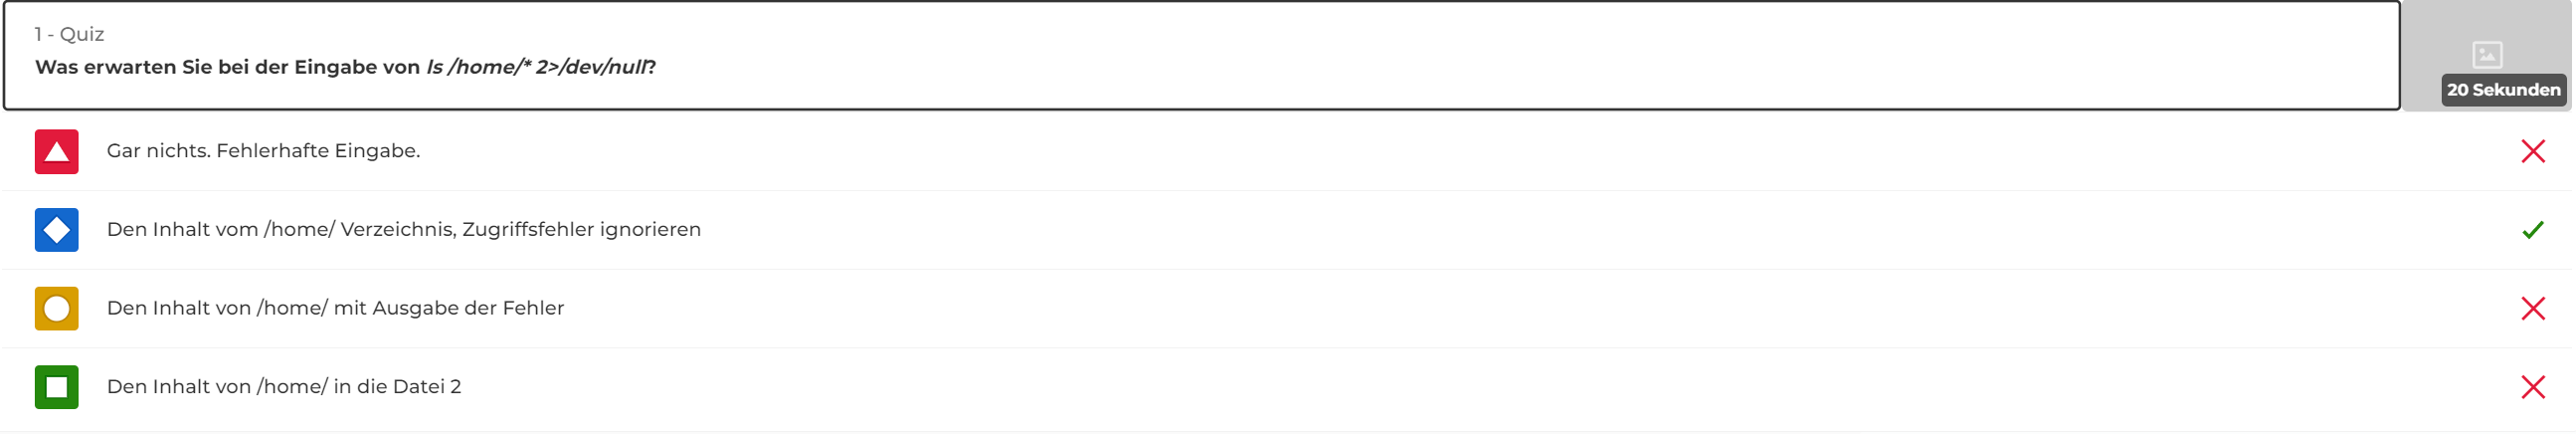 1 - Quiz
Was erwarten Sie bei der Eingabe von ls /home/* 2>/dev/null?
20 Sekunden
Gar nichts. Fehlerhafte Eingabe.
Den Inhalt vom /home/ Verzeichnis, Zugriffsfehler ignorieren
Den Inhalt von /home/ mit Ausgabe der Fehler
Den Inhalt von /home/ in die Datei 2